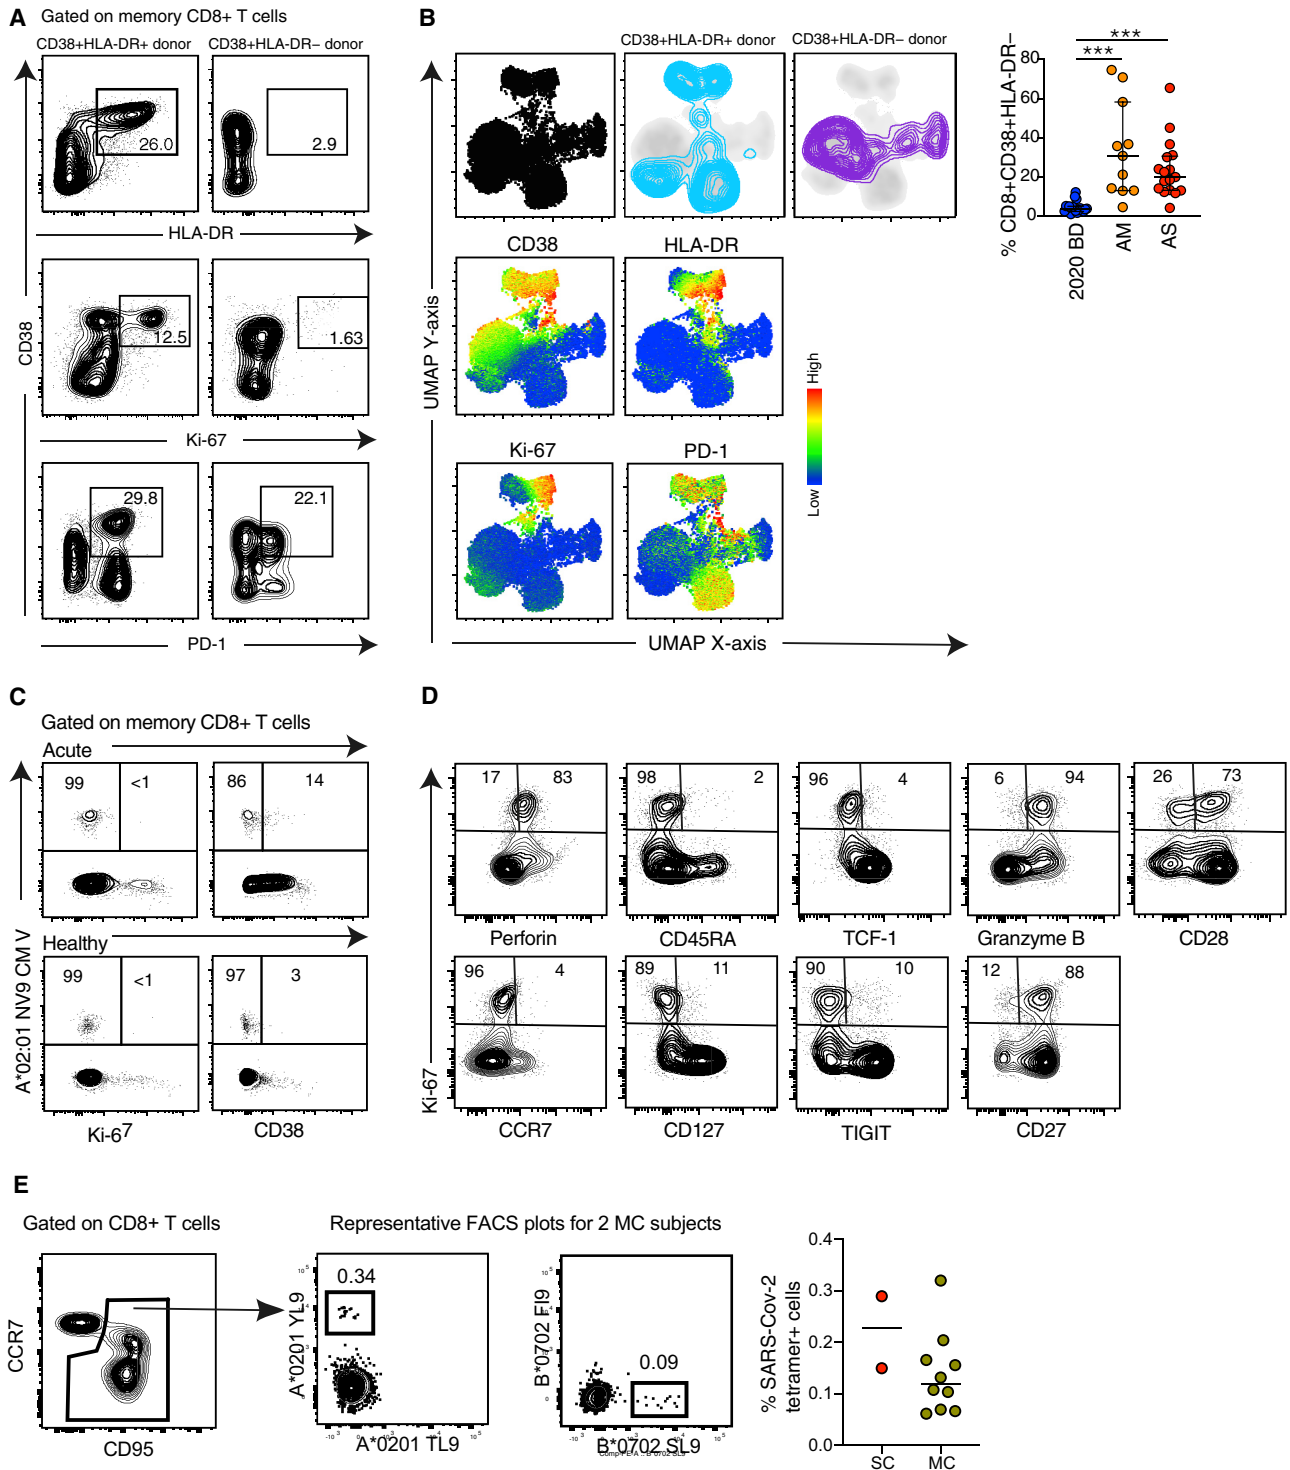 A
Gated on memory CD8+ T cells
CD38+HLA-DR+ donor
CD38+HLA-DR− donor
26.0
2.9
HLA-DR
12.5
1.63
CD38
Ki-67
29.8
22.1
PD-1
B
CD38+HLA-DR+ donor
CD38+HLA-DR− donor
CD38
HLA-DR
Ki-67
PD-1
UMAP Y-axis
UMAP X-axis
High
Low
% CD8+CD38+HLA-DR−
***
***
80
60
40
20
0
2020 BD
AM
AS
C
Gated on memory CD8+ T cells
Acute
99
<1
86
14
Healthy
99
<1
97
3
A*02:01 NV9 CM V
Ki-67
CD38
D
17
83
98
2
96
4
6
94
26
73
Perforin
CD45RA
TCF-1
Granzyme B
CD28
96
4
89
11
90
10
12
88
Ki-67
CCR7
CD127
TIGIT
CD27
E
Gated on CD8+ T cells
Representative FACS plots for 2 MC subjects
CCR7
CD95
0.34
A*0201 YL9
A*0201 TL9
0.09
B*0702 FI9
B*0702 SL9
% SARS-Cov-2
tetramer+ cells
0.4
0.3
0.2
0.1
0.0
SC
MC